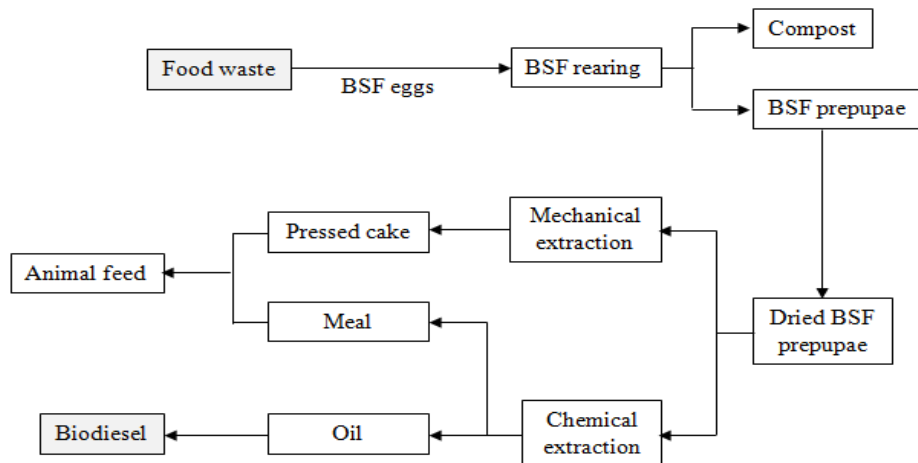 Compost
Food waste
BSF rearing
BSF eggs
BSF prepupae
Mechanical
extraction
Pressed cake
Animal feed
Meal
Dried BSF
prepupae
Chemical
extraction
Oil
Biodiesel